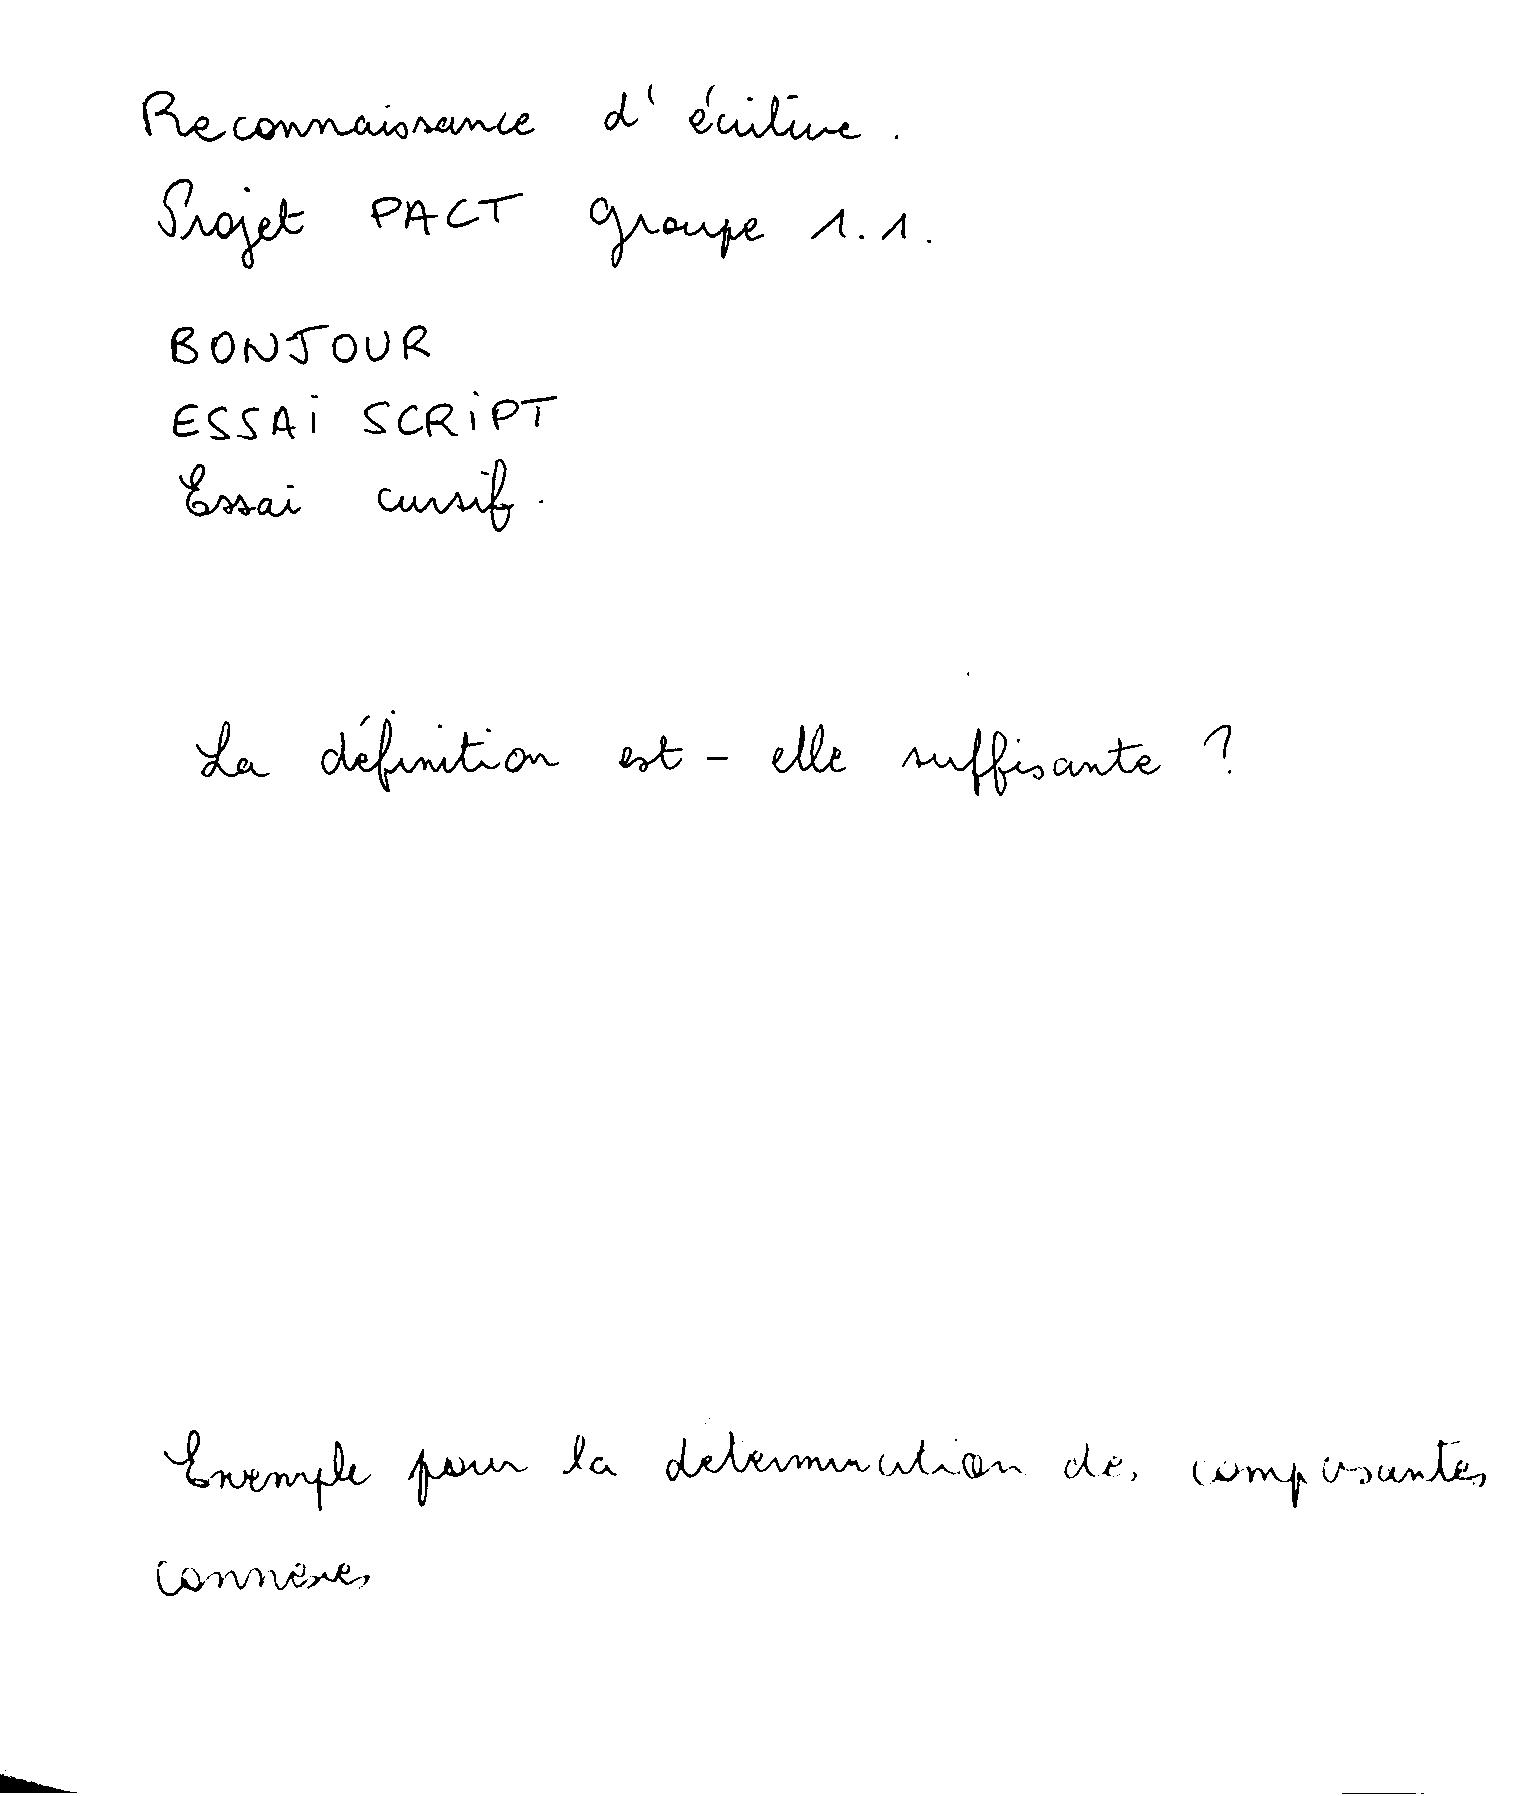 Reconnaissance d'écriture.
Projet PACT groupe 1.1.
BONJOUR
ESSAi SCRiPT
Essai cursif.
La définition est-elle suffisante ?
Exemple pour la determination des composantes
connexes